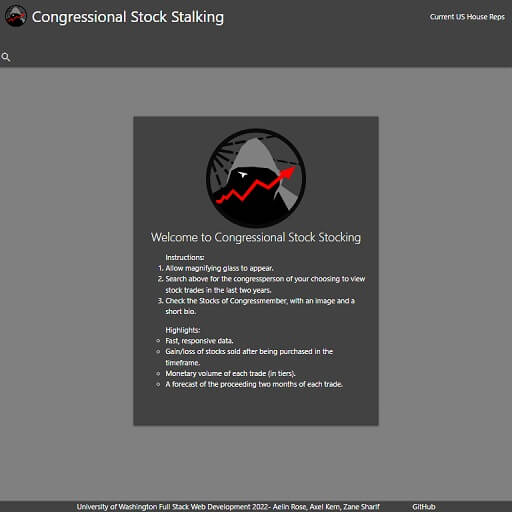 Congressional Stock Stalking
Current US House Reps
Welcome to Congressional Stock Stocking
Instructions:
1. Allow magnifying glass to appear.
2. Search above for the congressperson of your choosing to view
stock trades in the last two years.
3. Check the Stocks of Congressmember, with an image and a
short bio.
Highlights:
Fast, responsive data.
Gain/loss of stocks sold after being purchased in the
timeframe.
Monetary volume of each trade (in tiers).
A forecast of the proceeding two months of each trade.
University of Washington Full Stack Web Development 2022- Aelin Rose, Axel Kern, Zane Sharif
GitHub